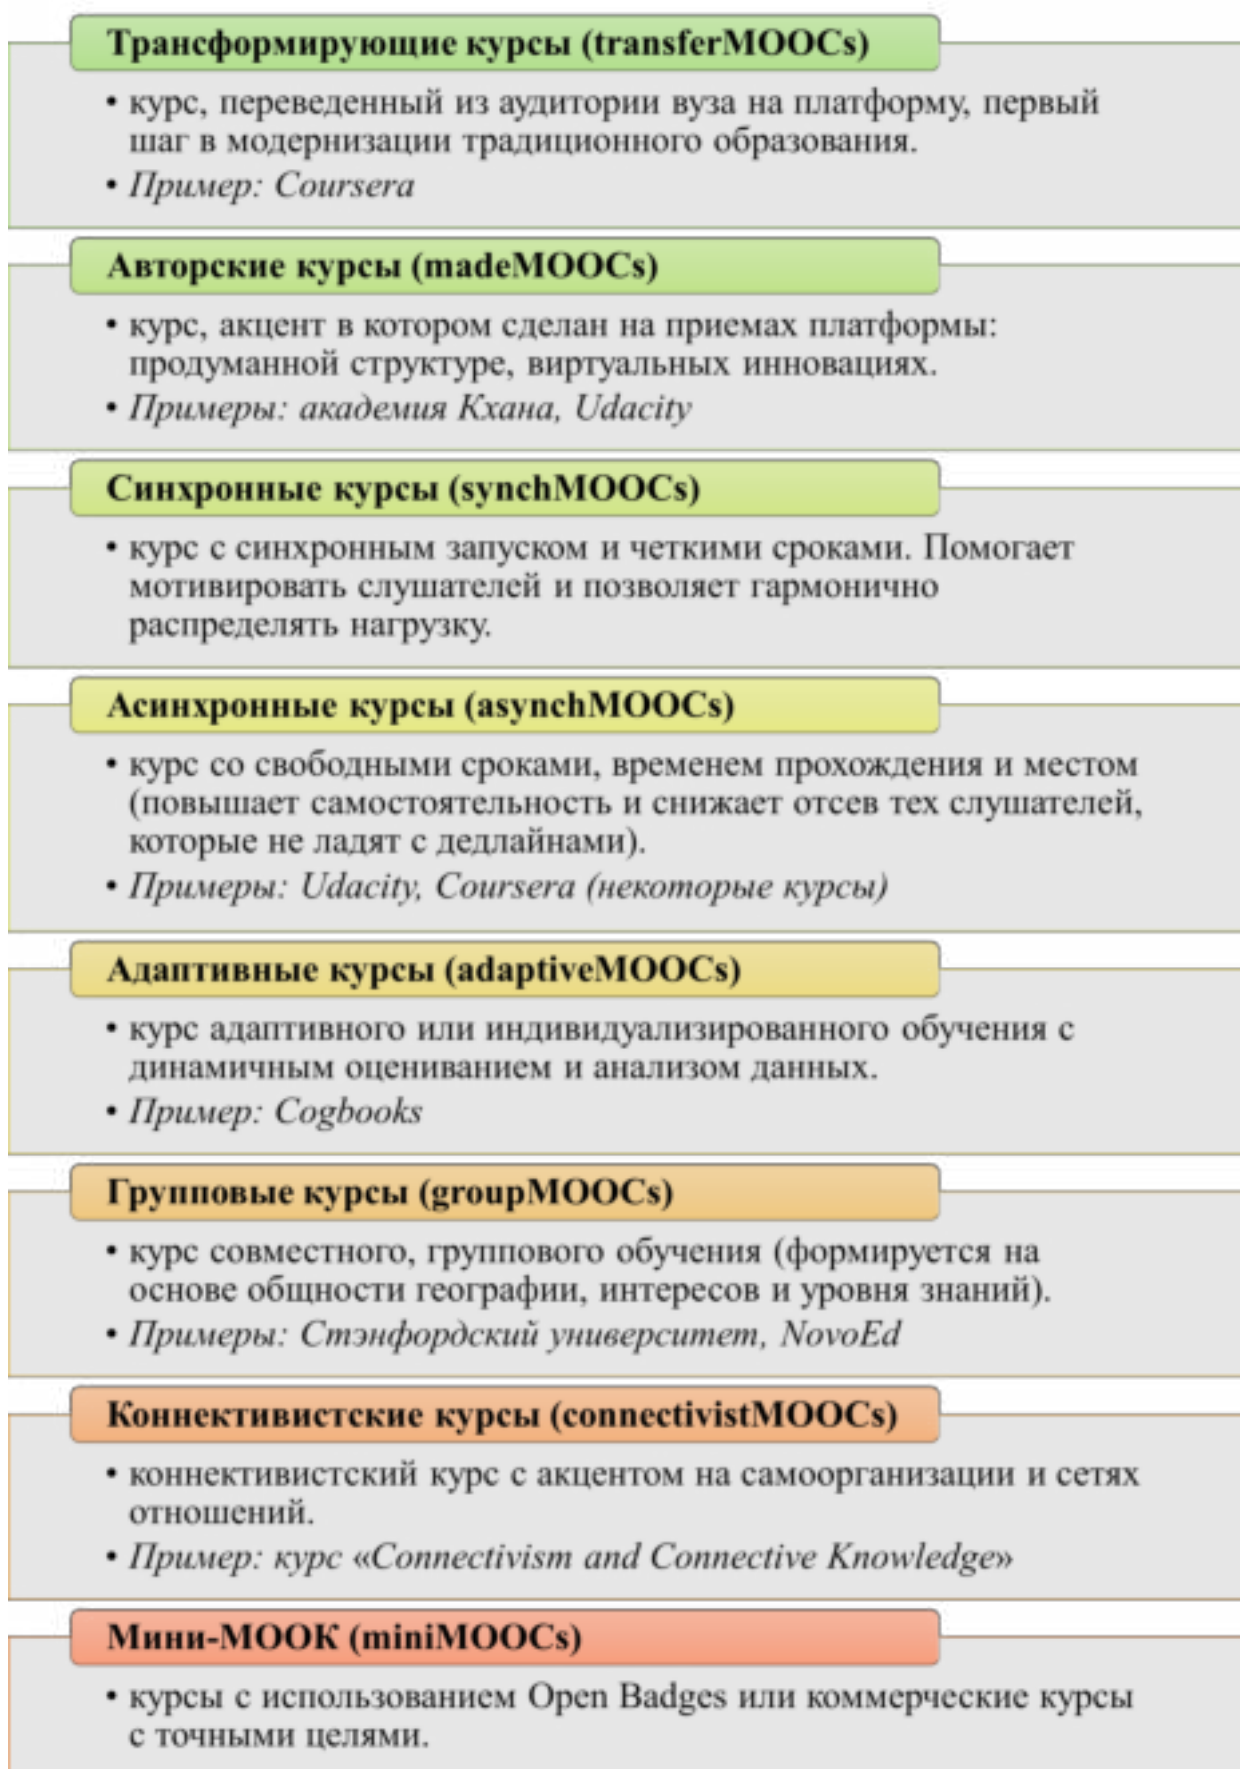 Трансформирующие курсы (transferMOOCs)
• курс, переведенный из аудитории вуза на платформу, первый
шаг в модернизации традиционного образования.
• Пример: Coursera
Авторские курсы (madeMOOCs)
• курс, акцент в котором сделан на приемах платформы:
продуманной структуре, виртуальных инновациях.
• Примеры: академия Кхана, Udacity
Синхронные курсы (synchMOOCs)
• курс с синхронным запуском и четкими сроками. Помогает
мотивировать слушателей и позволяет гармонично
распределять нагрузку.
Асинхронные курсы (asynchMOOCs)
• курс со свободными сроками, временем прохождения и местом
(повышает самостоятельность и снижает отсев тех слушателей,
которые не ладят с дедлайнами).
• Примеры: Udacity, Coursera (некоторые курсы)
Адаптивные курсы (adaptiveMOOCs)
• курс адаптивного или индивидуализированного обучения с
динамичным оцениванием и анализом данных.
• Пример: Cogbooks
Групповые курсы (groupMOOCs)
• курс совместного, группового обучения (формируется на
основе общности географии, интересов и уровня знаний).
• Примеры: Стэнфордский университет, NovoEd
Коннективистские курсы (connectivistMOOCs)
• коннективистский курс с акцентом на самоорганизации и сетях
отношений.
• Пример: курс «Connectivism and Connective Knowledge»
Мини-МООК (miniMOOCs)
• курсы с использованием Open Badges или коммерческие курсы
с точными целями.